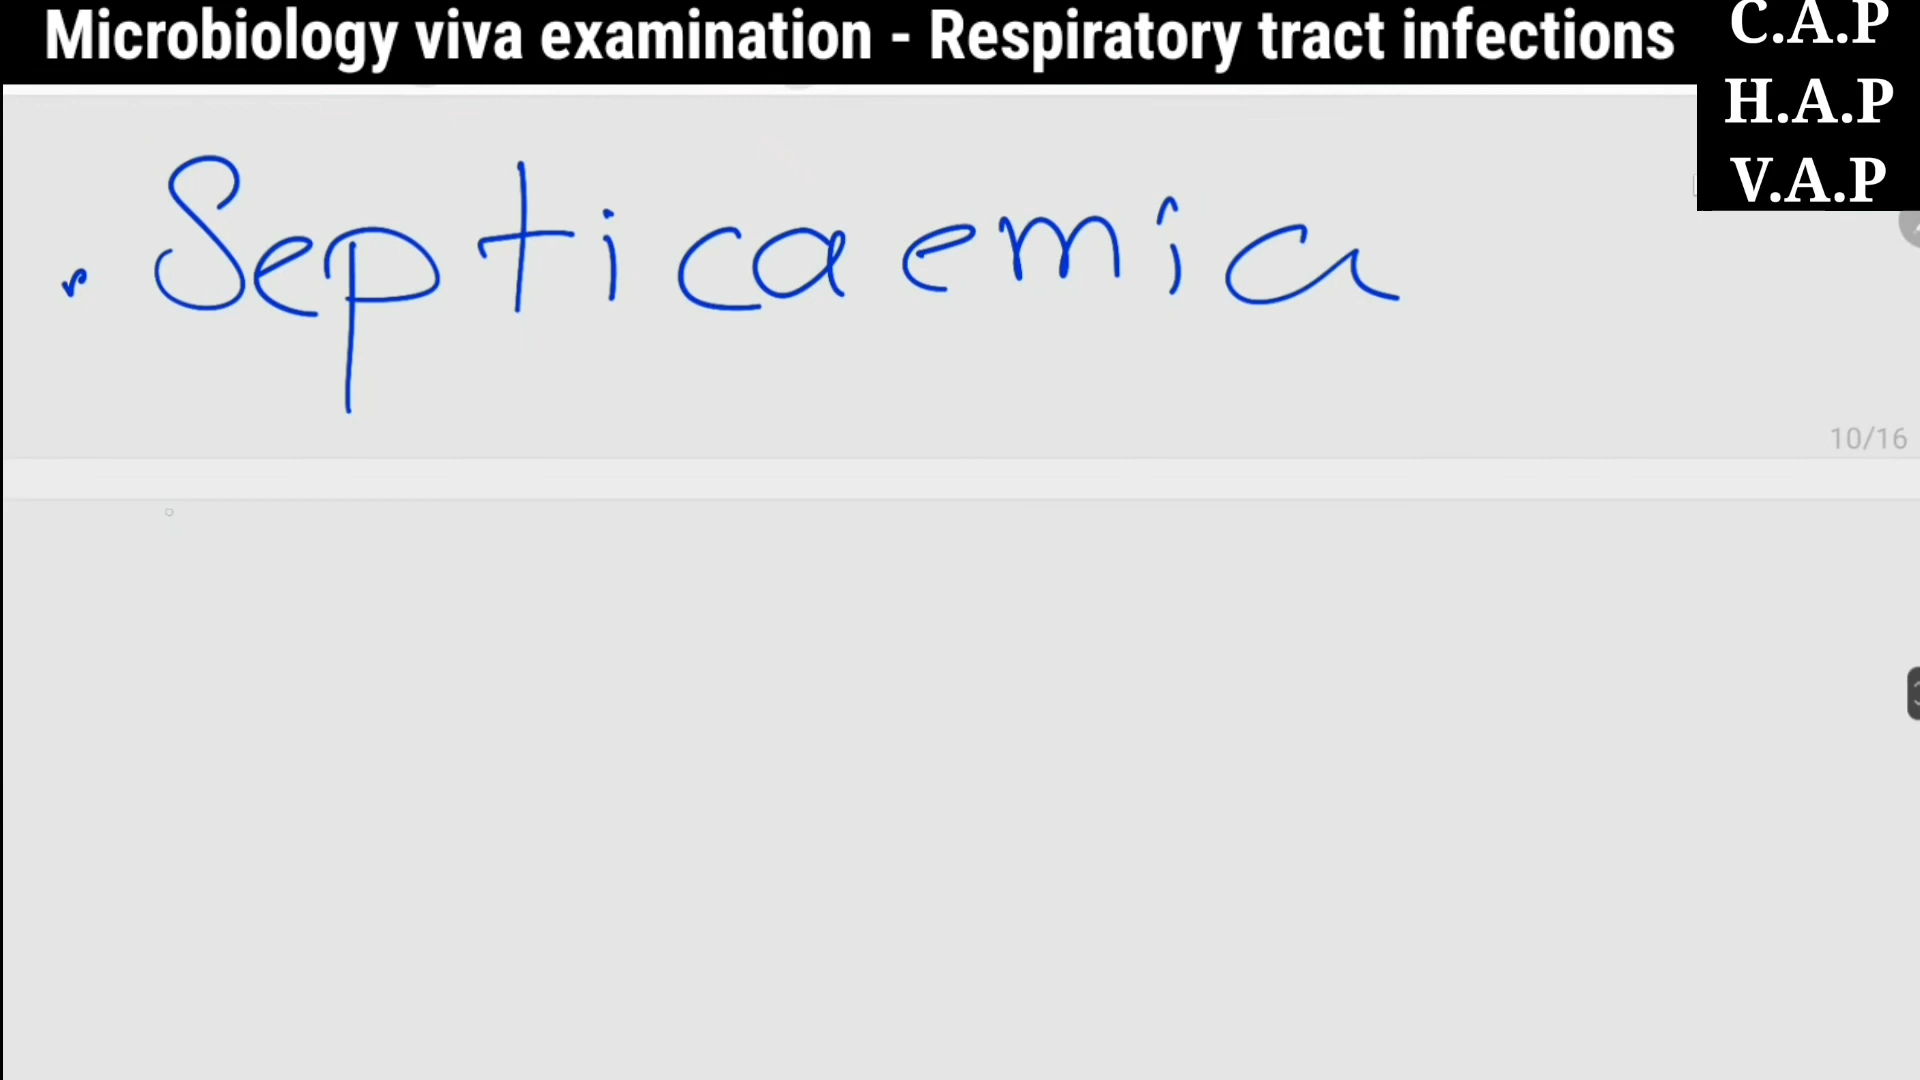 Microbiology viva examination - Respiratory tract infections
C.A.P
H.A.P
V.A.P
. Septicaemia
10/16